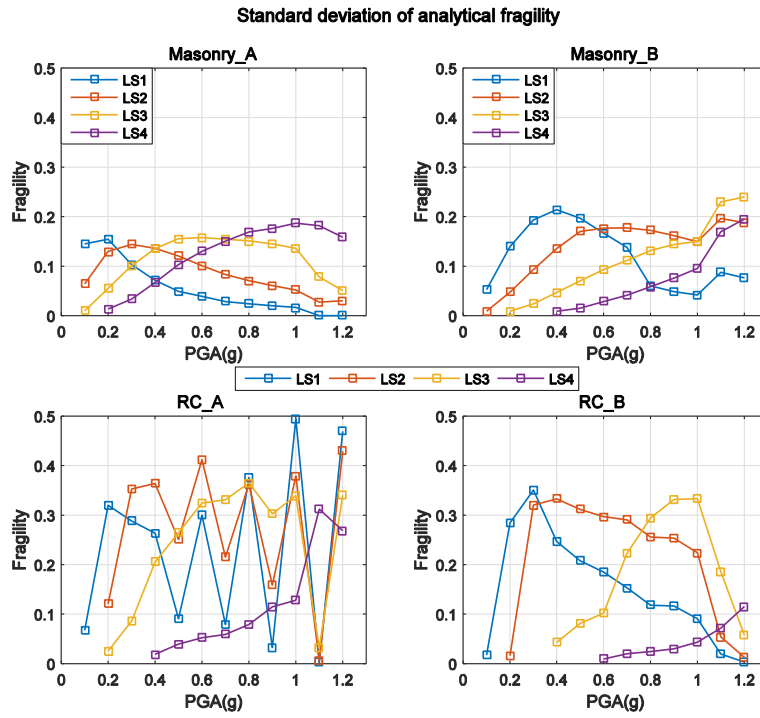 Standard deviation of analytical fragility
Masonry_A
Masonry_B
LS1
LS2
LS3
LS4
LS1
LS2
LS3
LS4
Fragility
0.5
0.4
0.3
0.2
0.1
0
0 0.2 0.4 0.6 0.8 1 1.2
PGA(g)
Fragility
0.5
0.4
0.3
0.2
0.1
0
0 0.2 0.4 0.6 0.8 1 1.2
PGA(g)
LS1 LS2 LS3 LS4
RC_A
RC_B
Fragility
0.5
0.4
0.3
0.2
0.1
0
0 0.2 0.4 0.6 0.8 1 1.2
PGA(g)
Fragility
0.5
0.4
0.3
0.2
0.1
0
0 0.2 0.4 0.6 0.8 1 1.2
PGA(g)